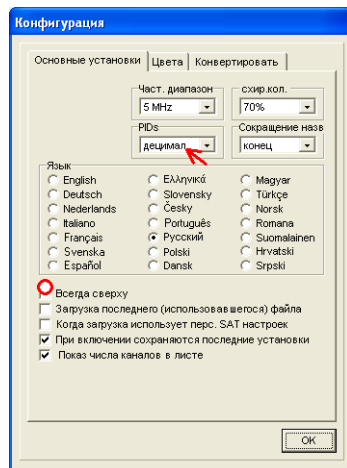 Конфигурация
Основные установки Цвета Конвертировать
Част. диапазон схир.кол.
5 MHz 70%
PIDs Сокращение назв
децимал конец
Язык
English Ελληνικά Magyar
Deutsch Slovensky Türkçe
Nederlands Česky Norsk
Italiano Português Romana
Français Русский Suomalainen
Svenska Polski Hrvatski
Español Dansk Srpski
Всегда сверху
Загрузка последнего (использовавшегося) файла
Когда загрузка использует перс. SAT настроек
При включении сохраняются последние установки
Показ числа каналов в листе
OK